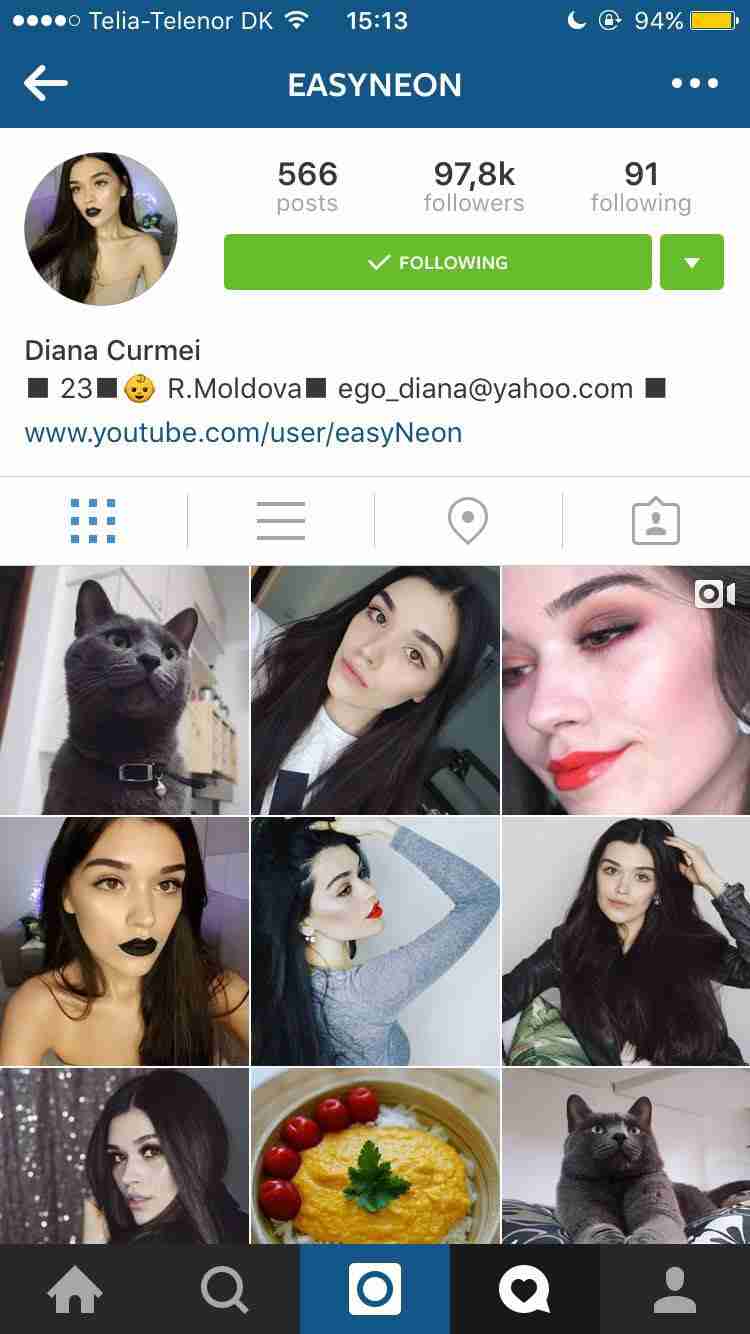 Telia-Telenor DK 15:13 94%
EASYNEON
566 97,8k 91
posts followers following
FOLLOWING
Diana Curmei
23 R.Moldova ego_diana@yahoo.com
www.youtube.com/user/easyNeon